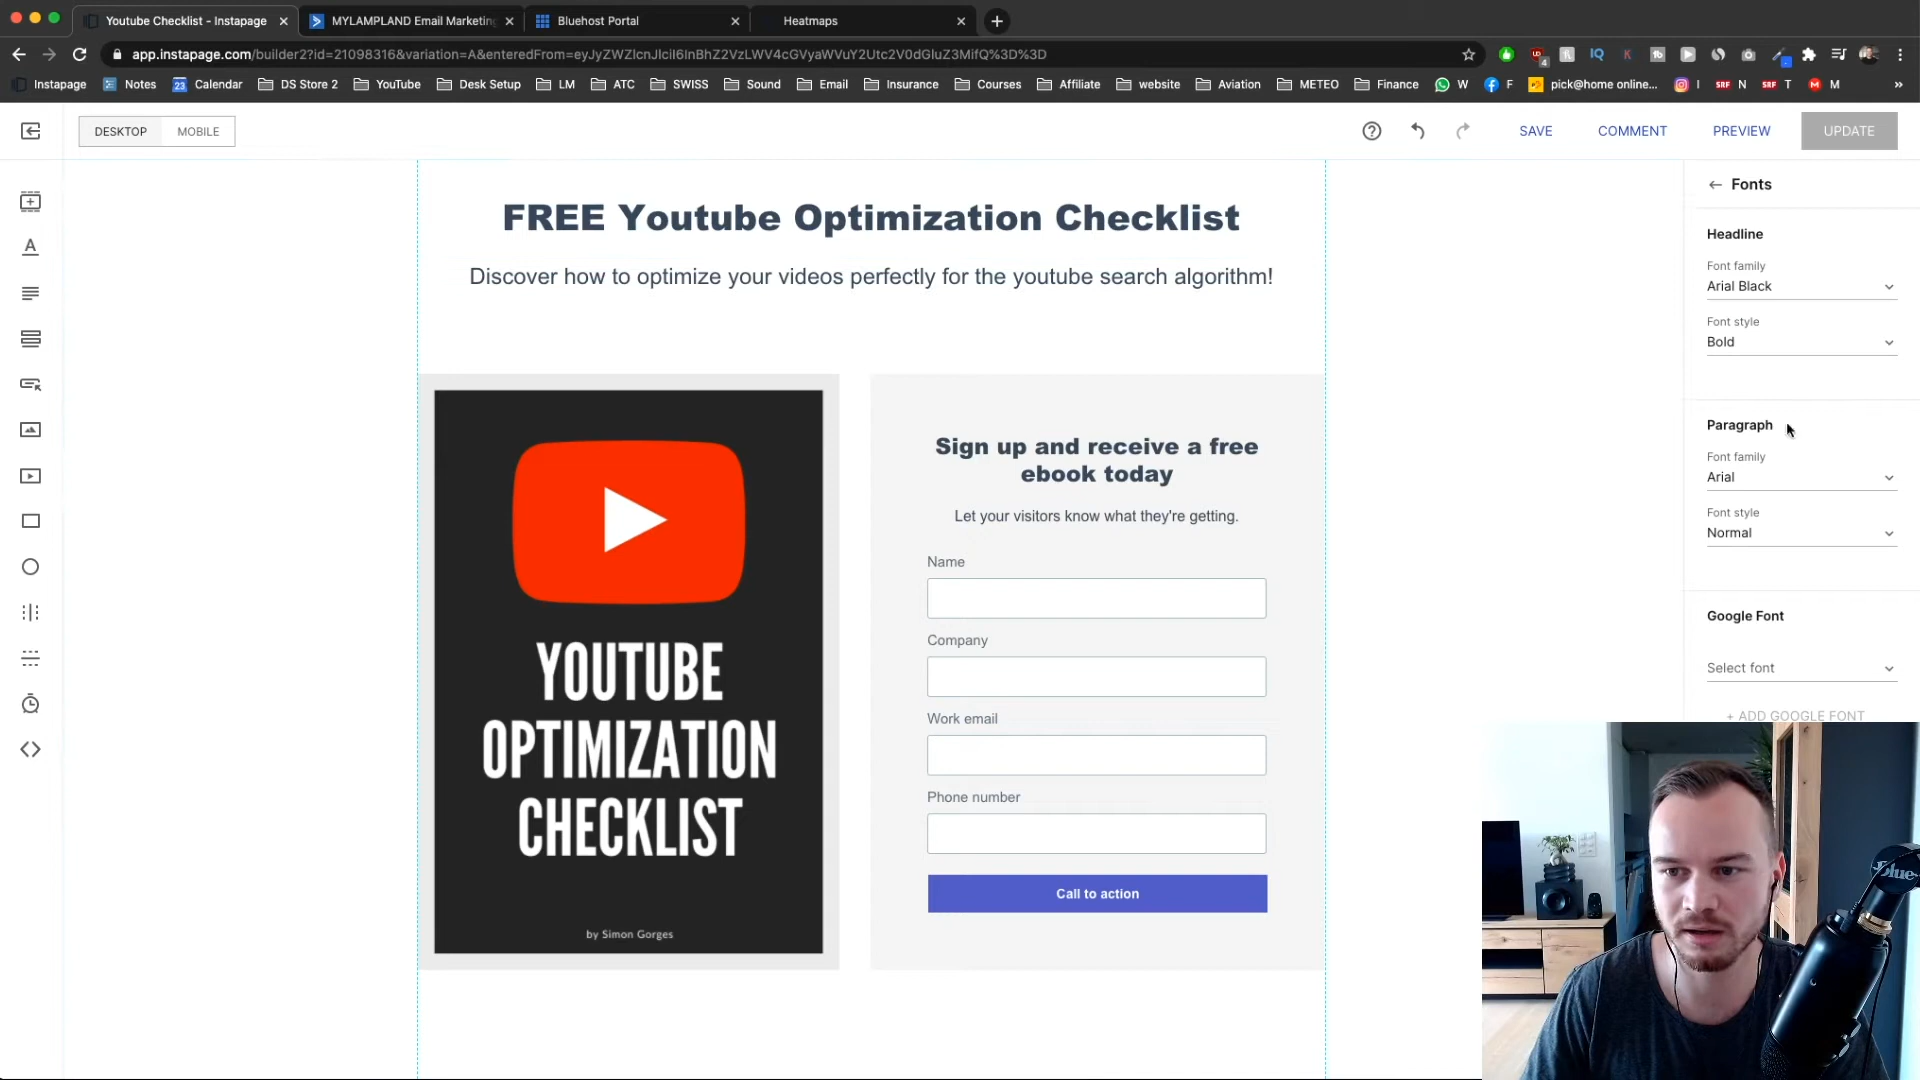 Youtube Checklist - Instapage
MYLAMPLAND Email Marketing
Bluehost Portal
Heatmaps
app.instapage.com/builder2?id=21098316&variation=A&enteredFrom=eyJyZWZlcnJlciI6InBhZ2VzLWV4cGVyaWVuY2Utc2V0dGluZ3MifQ%3D%3D
Instapage
Notes
Calendar
DS Store 2
YouTube
Desk Setup
LM
ATC
SWISS
Sound
Email
Insurance
Courses
Affiliate
website
Aviation
METEO
Finance
W
F
pick@home online...
I
SRF N
SRF T
M
»
DESKTOP
MOBILE
SAVE
COMMENT
PREVIEW
UPDATE
FREE Youtube Optimization Checklist
Discover how to optimize your videos perfectly for the youtube search algorithm!
YOUTUBE
OPTIMIZATION
CHECKLIST
by Simon Gorges
Sign up and receive a free
ebook today
Let your visitors know what they're getting.
Name
Company
Work email
Phone number
Call to action
Fonts
Headline
Font family
Arial Black
Font style
Bold
Paragraph
Font family
Arial
Font style
Normal
Google Font
Select font
+ ADD GOOGLE FONT
Blue